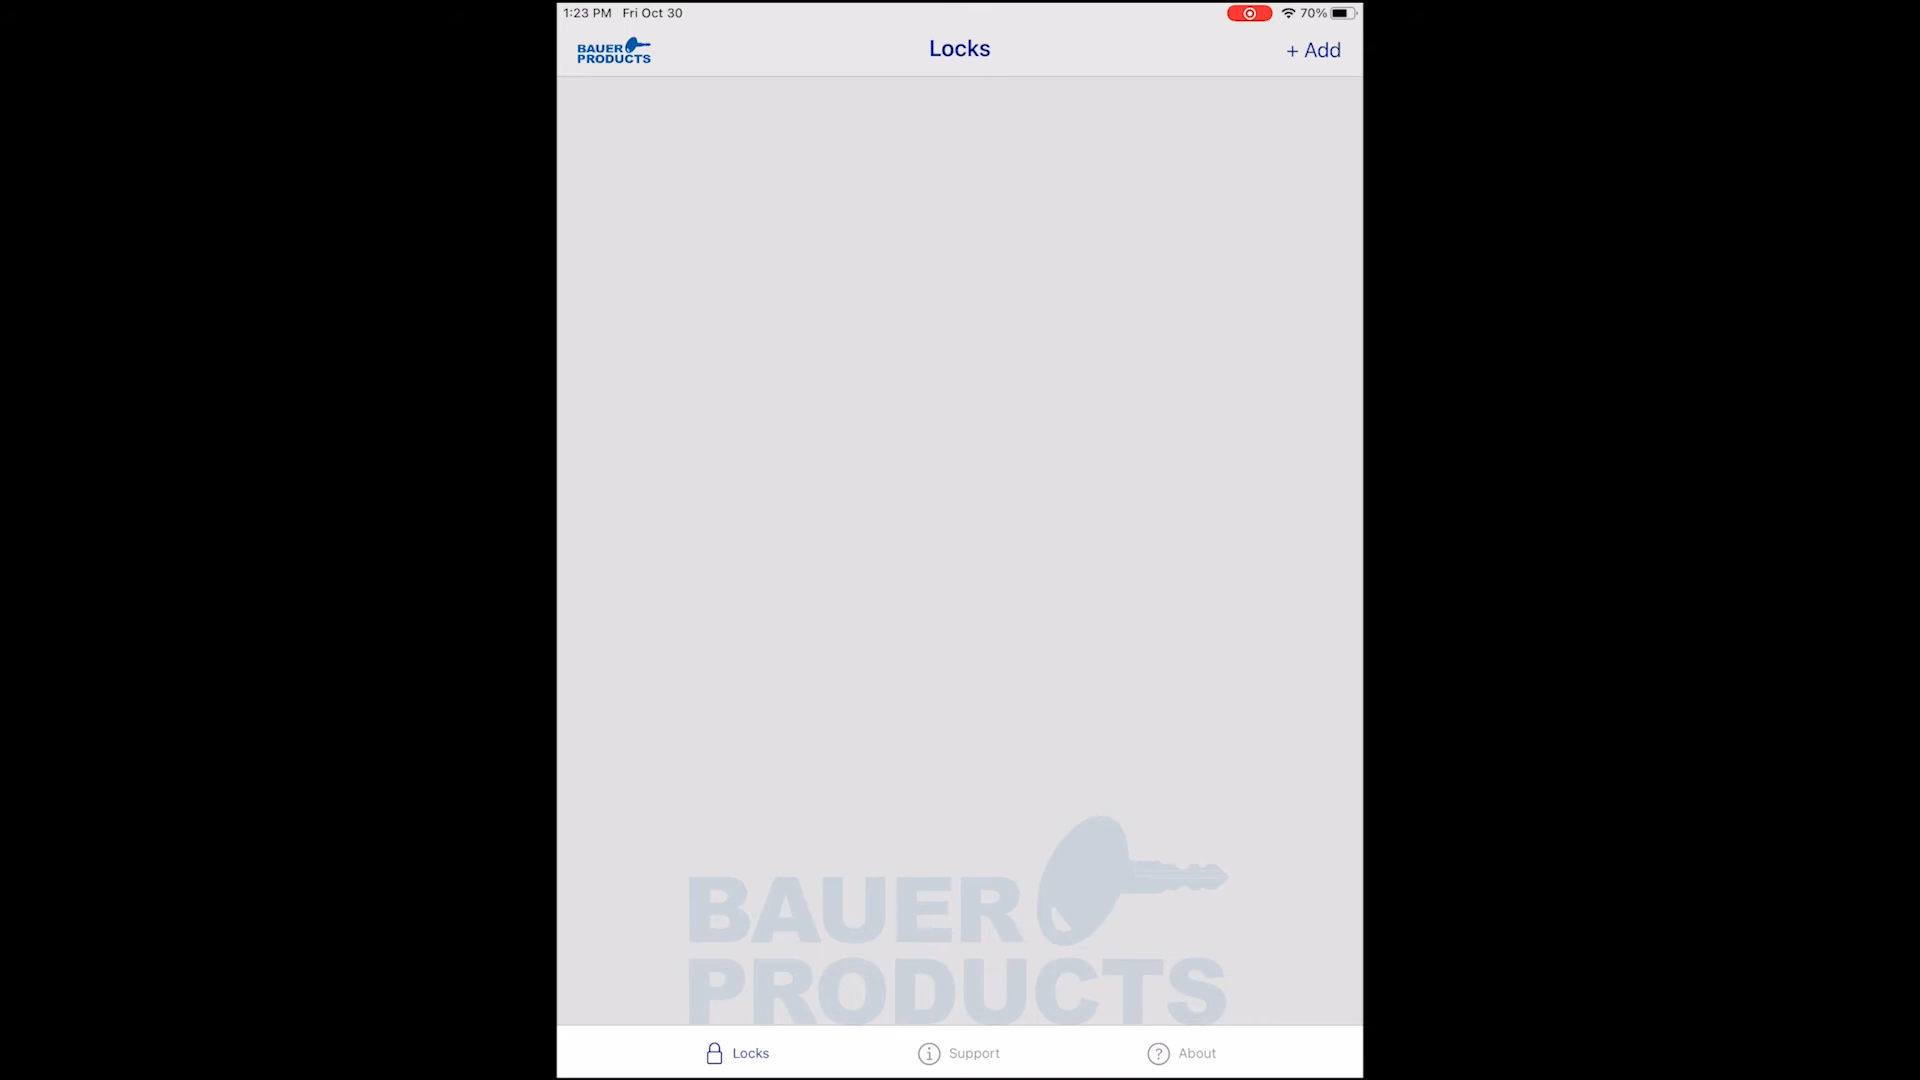 1:23 PM Fri Oct 30 70%
BAUER
PRODUCTS
Locks
+ Add
BAUER
PRODUCTS
Locks Support About